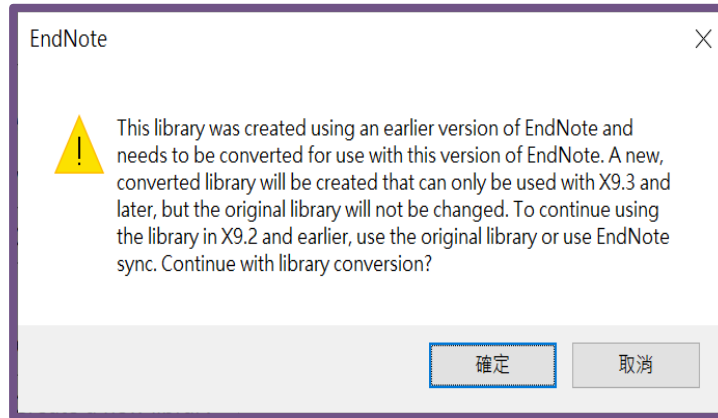 EndNote
This library was created using an earlier version of EndNote and
needs to be converted for use with this version of EndNote. A new,
converted library will be created that can only be used with X9.3 and
later, but the original library will not be changed. To continue using
the library in X9.2 and earlier, use the original library or use EndNote
sync. Continue with library conversion?
確定
取消